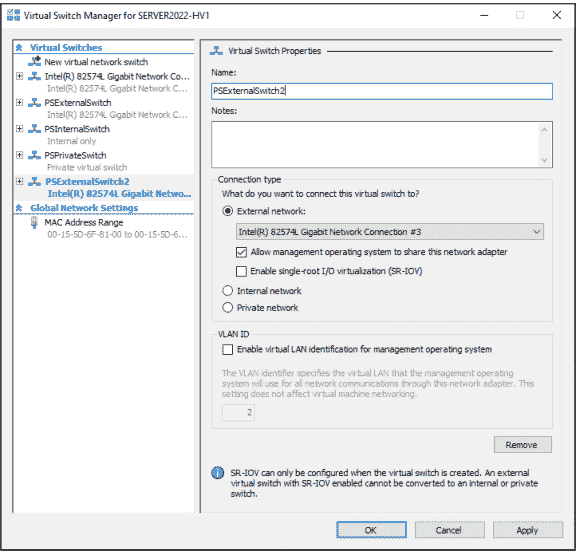 Virtual Switch Manager for SERVER2022-HV1
Virtual Switches
New virtual network switch
Intel(R) 82574L Gigabit Network Co...
Intel(R) 82574L Gigabit Network C...
PSExternalSwitch
Intel(R) 82574L Gigabit Network C...
PSInternalSwitch
Internal only
PSPrivateSwitch
Private virtual switch
PSExternalSwitch2
Intel(R) 82574L Gigabit Netwo...
Global Network Settings
MAC Address Range
00-15-5D-6F-81-00 to 00-15-5D-6...
Virtual Switch Properties
Name:
PSExternalSwitch2
Notes:
Connection type
What do you want to connect this virtual switch to?
External network:
Intel(R) 82574L Gigabit Network Connection #3
Allow management operating system to share this network adapter
Enable single-root I/O virtualization (SR-IOV)
Internal network
Private network
VLAN ID
Enable virtual LAN identification for management operating system
The VLAN identifier specifies the virtual LAN that the management operating
system will use for all network communications through this network adapter. This
setting does not affect virtual machine networking.
2
Remove
SR-IOV can only be configured when the virtual switch is created. An external
virtual switch with SR-IOV enabled cannot be converted to an internal or private
switch.
OK
Cancel
Apply